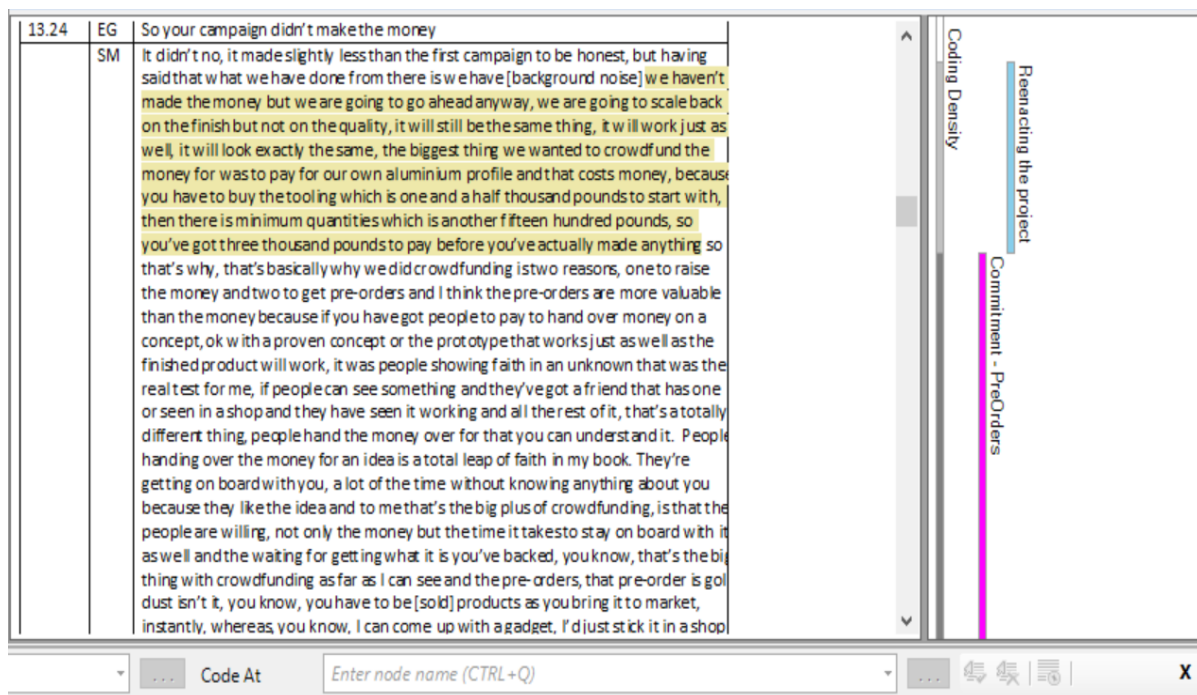 13.24 EG So your campaign didn't make the money
SM It didn't no, it made slightly less than the first campaign to be honest, but having
said that what we have done from there is we have [background noise] we haven't
made the money but we are going to go ahead anyway, we are going to scale back
on the finish but not on the quality, it will still be the same thing, it will work just as
well, it will look exactly the same, the biggest thing we wanted to crowdfund the
money for was to pay for our own aluminium profile and that costs money, because
you have to buy the tooling which is one and a half thousand pounds to start with,
then there is minimum quantities which is another fifteen hundred pounds, so
you've got three thousand pounds to pay before you've actually made anything so
that's why, that's basically why we did crowdfunding is two reasons, one to raise
the money and two to get pre-orders and I think the pre-orders are more valuable
than the money because if you have got people to pay to hand over money on a
concept, ok with a proven concept or the prototype that works just as well as the
finished product will work, it was people showing faith in an unknown that was the
real test for me, if people can see something and they've got a friend that has one
or seen in a shop and they have seen it working and all the rest of it, that's a totally
different thing, people hand the money over for that you can understand it. People
handing over the money for an idea is a total leap of faith in my book. They're
getting on board with you, a lot of the time without knowing anything about you
because they like the idea and to me that's the big plus of crowdfunding, is that the
people are willing, not only the money but the time it takes to stay on board with it
as well and the waiting for getting what it is you've backed, you know, that's the big
thing with crowdfunding as far as I can see and the pre-orders, that pre-order is gol
dust isn't it, you know, you have to be [sold] products as you bring it to market,
instantly, whereas, you know, I can come up with a gadget, I'd just stick it in a shop
Coding Density
Reenacting the project
Commitment - PreOrders
... Code At Enter node name (CTRL+Q) ... X